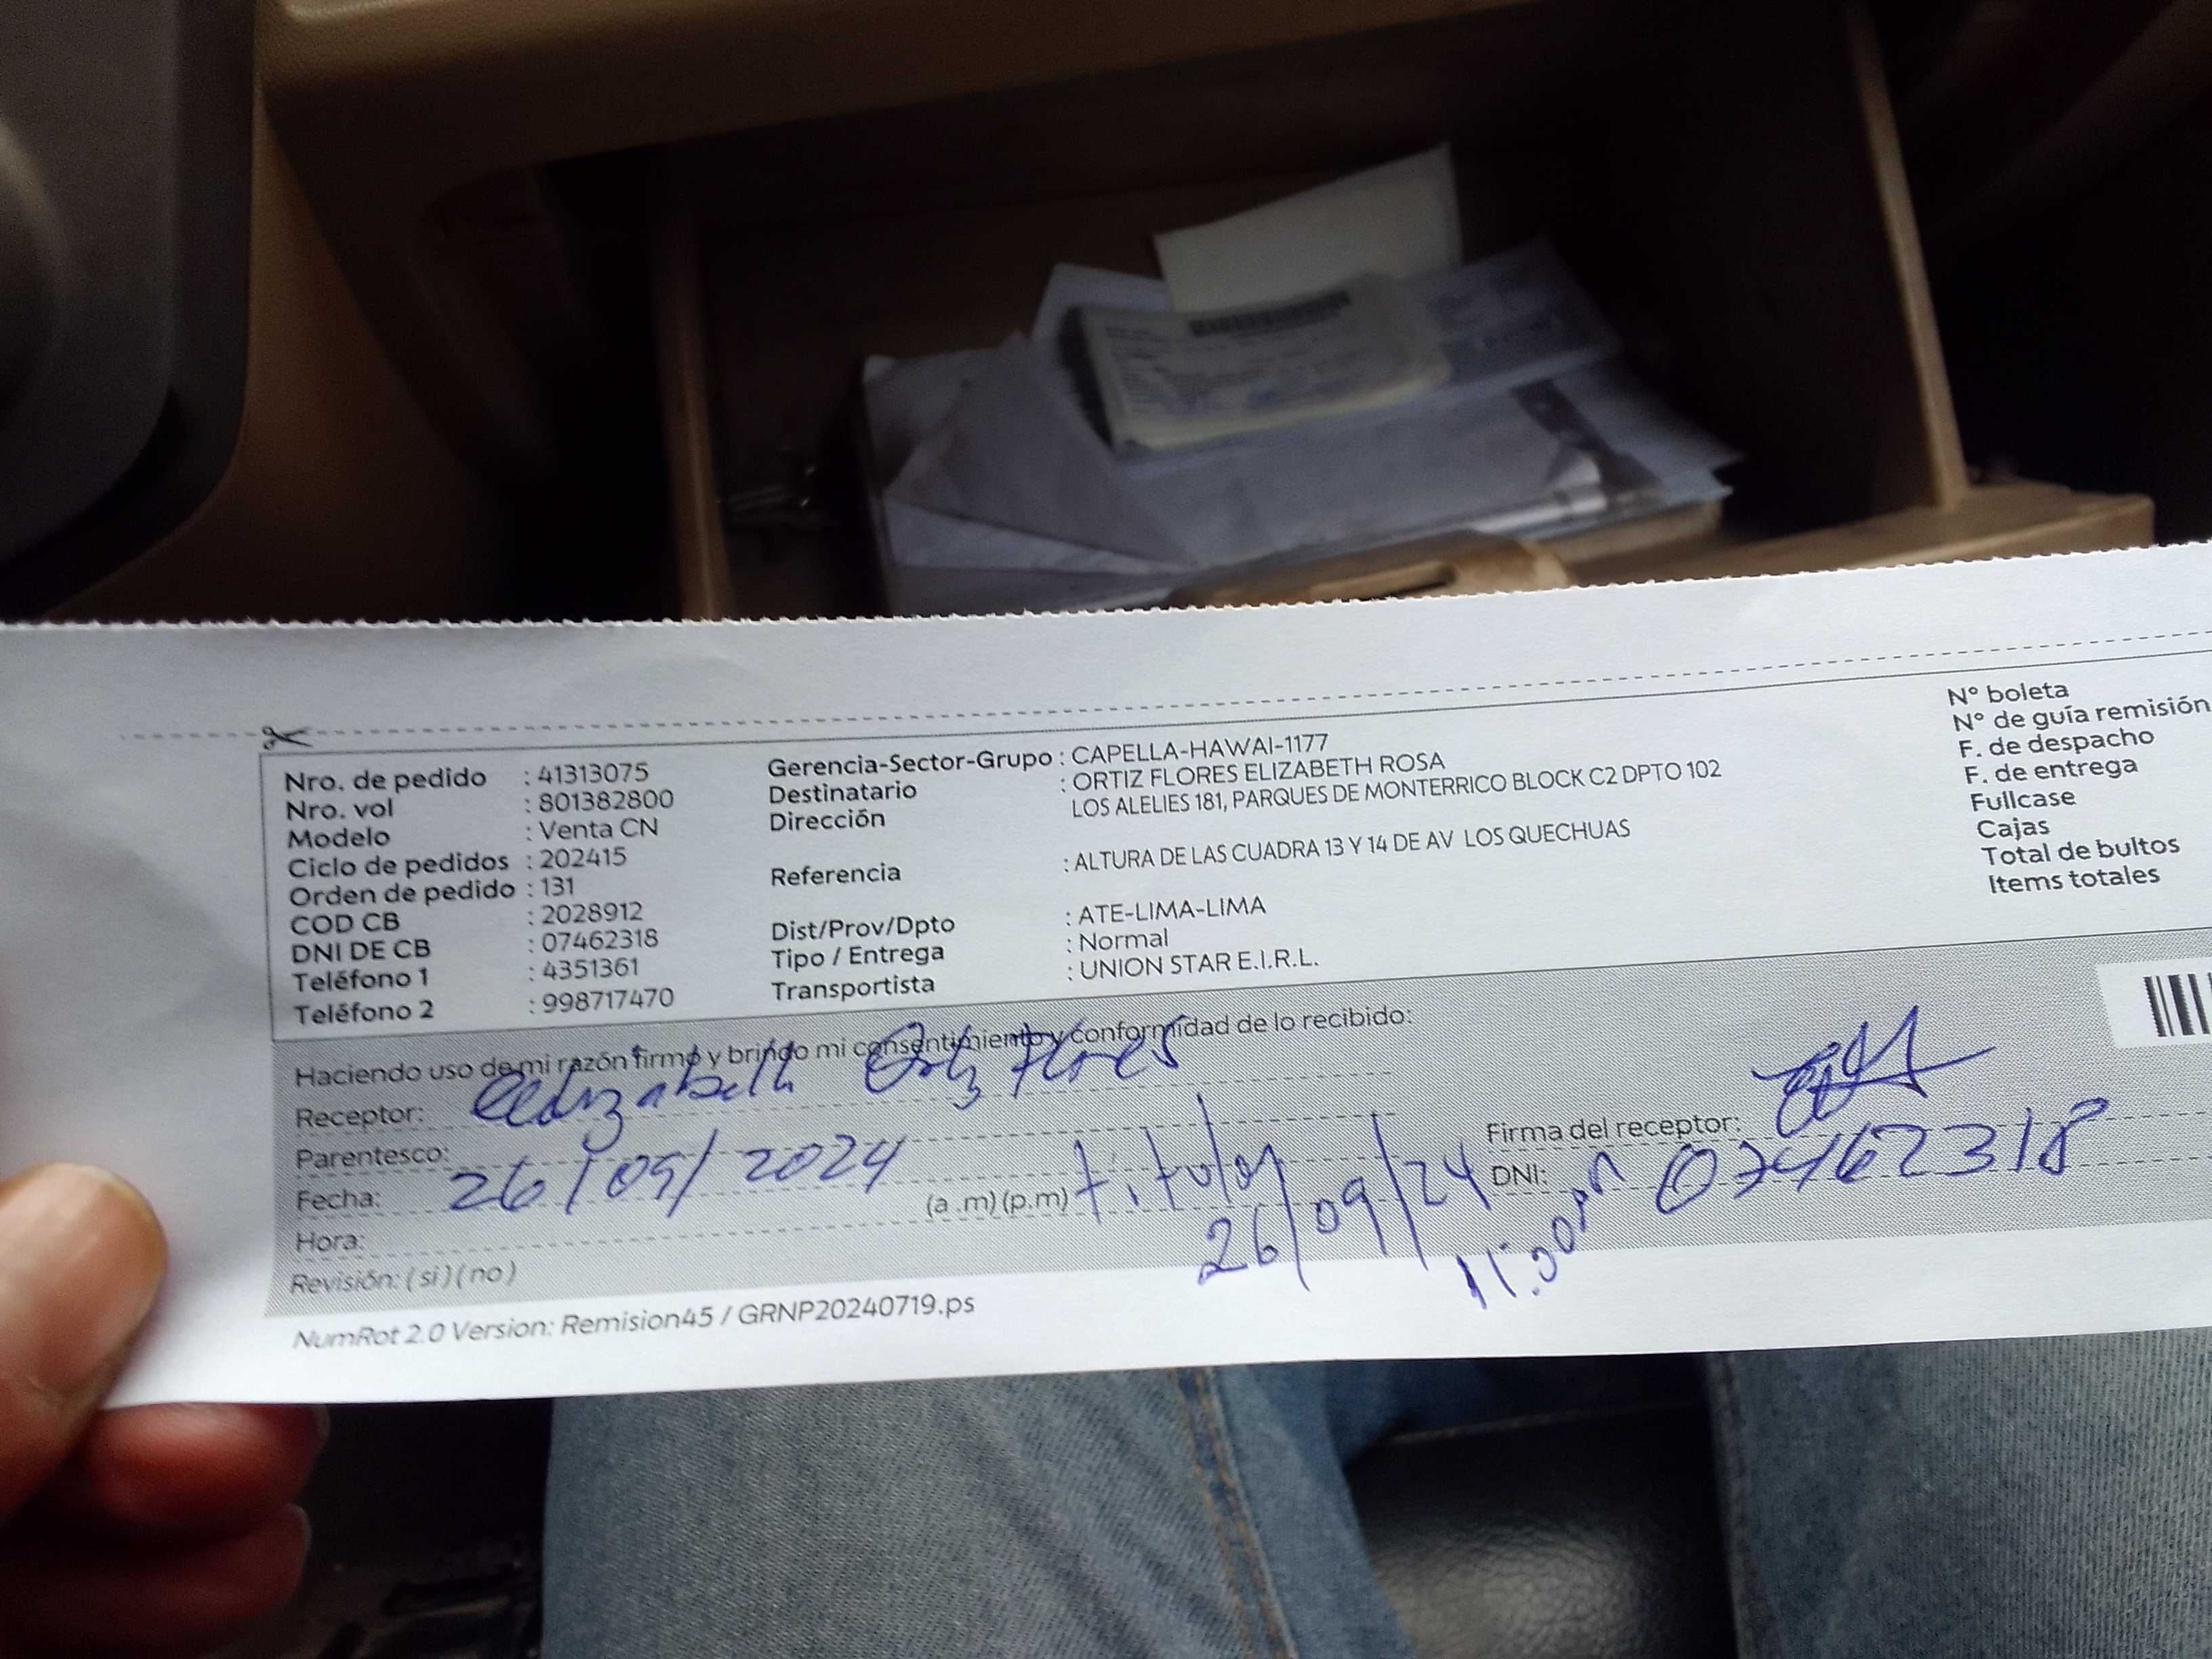 Nro. de pedido : 41313075
Nro. vol : 801382800
Modelo : Venta CN
Ciclo de pedidos : 202415
Orden de pedido : 131
COD CB : 2028912
DNI DE CB : 07462318
Teléfono 1 : 4351361
Teléfono 2 : 998717470
Gerencia-Sector-Grupo : CAPELLA-HAWAI-1177
Destinatario : ORTIZ FLORES ELIZABETH ROSA
Dirección LOS ALELIES 181, PARQUES DE MONTERRICO BLOCK C2 DPTO 102
Referencia : ALTURA DE LAS CUADRA 13 Y 14 DE AV LOS QUECHUAS
Dist/Prov/Dpto : ATE-LIMA-LIMA
Tipo / Entrega : Normal
Transportista : UNION STAR E.I.R.L.
N° boleta
N° de guía remisión
F. de despacho
F. de entrega
Fullcase
Cajas
Total de bultos
Items totales
Haciendo uso de mi razón firmo y brindo mi consentimiento y conformidad de lo recibido:
Receptor: Elizabeth Ortiz Flores
Parentesco:
Fecha: 26/09/2024
(a .m) (p.m) titular
26/09/24
Hora:
Revisión: ( si ) ( no )
Firma del receptor:
DNI: 07462318
11:00
NumRot 2.0 Version: Remision45 / GRNP20240719.ps